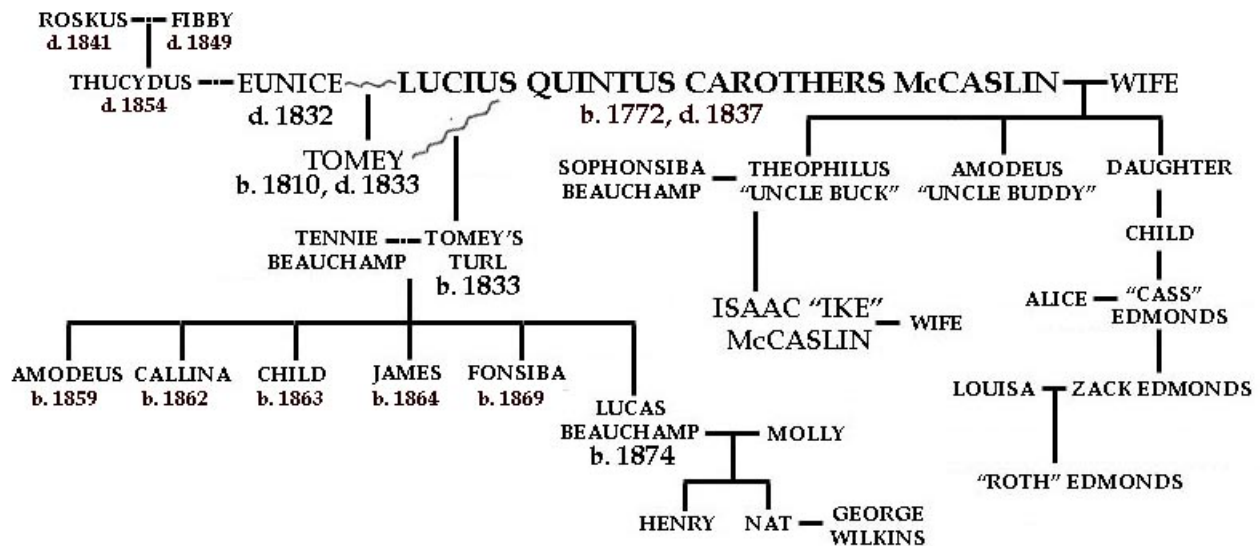 ROSKUS FIBBY
d. 1841 d. 1849
THUCYDUS EUNICE LUCIUS QUINTUS CAROTHERS McCASLIN WIFE
d. 1854 d. 1832 b. 1772, d. 1837
TOMEY
b. 1810, d. 1833
SOPHONSIBA
BEAUCHAMP
THEOPHILUS
"UNCLE BUCK"
AMODEUS
"UNCLE BUDDY"
DAUGHTER
CHILD
TENNIE
BEAUCHAMP
TOMEY'S
TURL
b. 1833
ISAAC "IKE"
McCASLIN
WIFE
ALICE
"CASS"
EDMONDS
AMODEUS
b. 1859
CALLINA
b. 1862
CHILD
b. 1863
JAMES
b. 1864
FONSIBA
b. 1869
LUCAS
BEAUCHAMP
b. 1874
MOLLY
LOUISA ZACK EDMONDS
"ROTH" EDMONDS
HENRY NAT
GEORGE
WILKINS